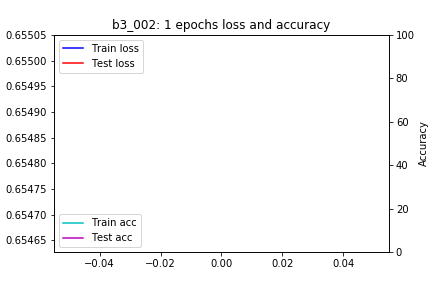 b3_002: 1 epochs loss and accuracy
0.65505
0.65500
0.65495
0.65490
0.65485
0.65480
0.65475
0.65470
0.65465
Train loss
Test loss
Train acc
Test acc
100
80
60
40
20
0
Accuracy
−0.04 −0.02 0.00 0.02 0.04